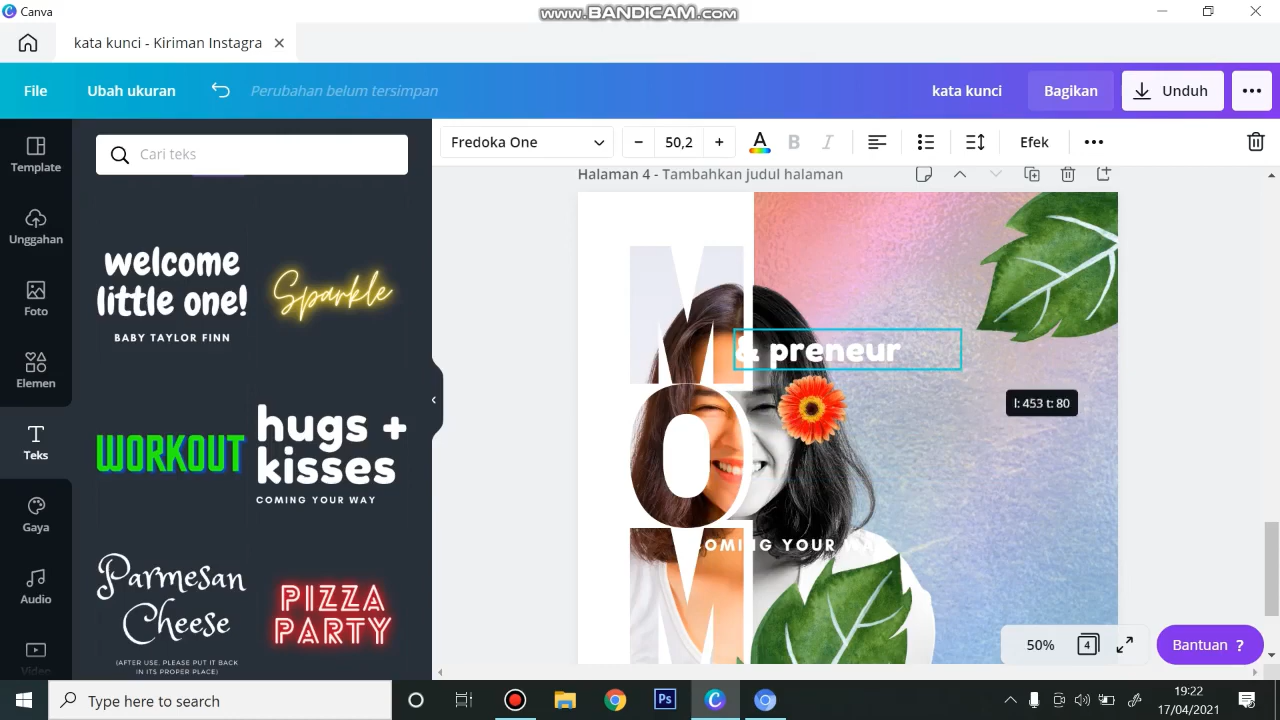 Canva
www.BANDICAM.com
kata kunci - Kiriman Instagra
File
Ubah ukuran
Perubahan belum tersimpan
kata kunci
Bagikan
Unduh
Template
Unggahan
Foto
Elemen
Teks
Gaya
Audio
Video
Cari teks
welcome
little one!
BABY TAYLOR FINN
Sparkle
WORKOUT
hugs +
kisses
COMING YOUR WAY
Parmesan
Cheese
(AFTER USE, PLEASE PUT IT BACK
IN ITS PROPER PLACE)
PIZZA
PARTY
Fredoka One
50,2
A
B
I
Efek
Halaman 4 - Tambahkan judul halaman
MOM
& preneur
l: 453 t: 80
COMING YOUR WAY
50%
4
Bantuan ?
Type here to search
Ps
19:22
17/04/2021